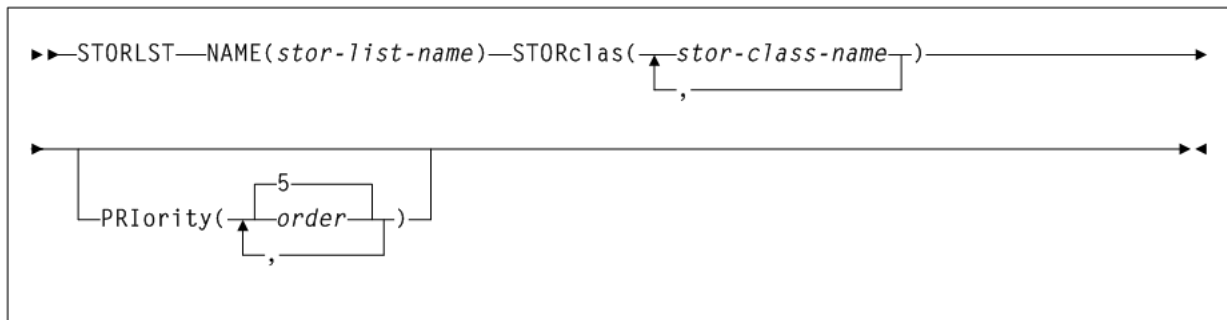 STORLST NAME(stor-list-name) STORclas( stor-class-name )
,
5
PRIority( order )
,